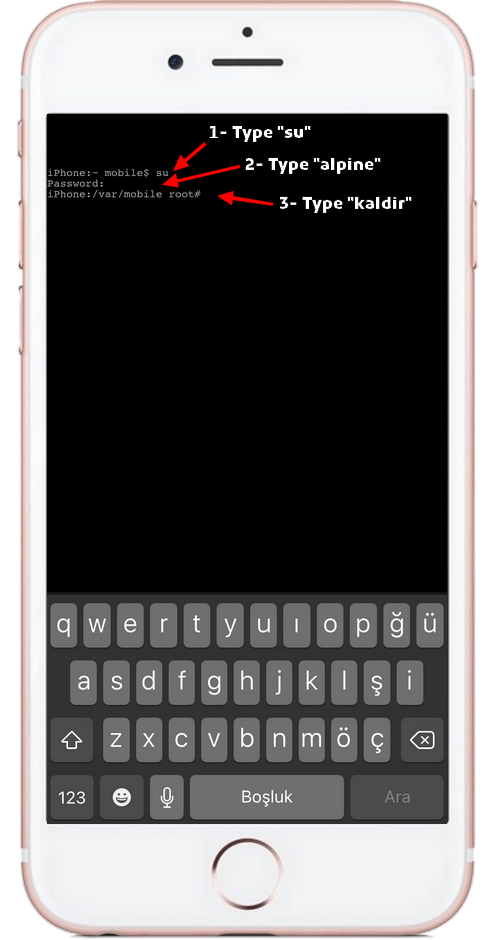 1- Type "su"
2- Type "alpine"
iPhone:~ mobile$ su
Password:
iPhone:/var/mobile root#
3- Type "kaldir"
q w e r t y u ı o p ğ ü
a s d f g h j k l ş i
z x c v b n m ö ç
123 Boşluk Ara